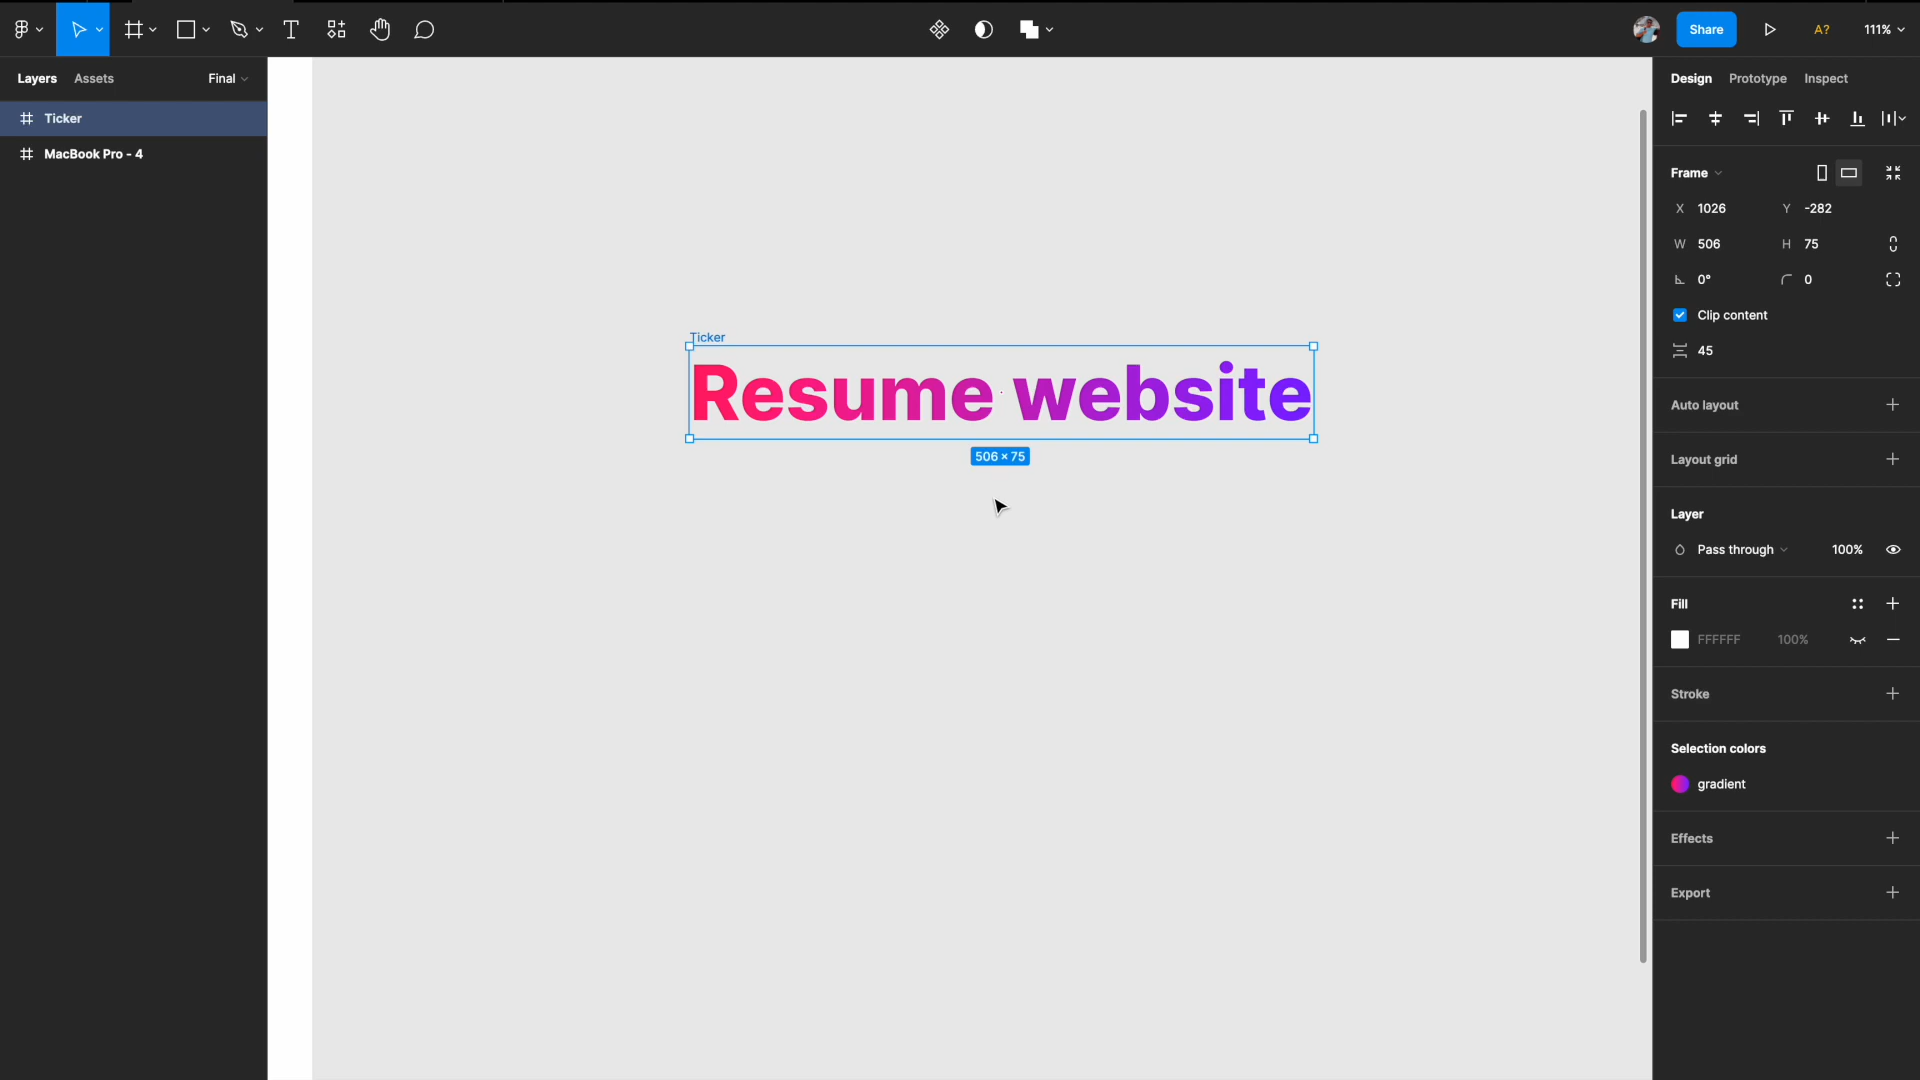 Share
A?
111%
Layers
Assets
Final
Ticker
MacBook Pro - 4
Ticker
Resume website
506 × 75
Design
Prototype
Inspect
Frame
X 1026
Y -282
W 506
H 75
0°
0
Clip content
45
Auto layout
Layout grid
Layer
Pass through
100%
Fill
FFFFFF
100%
Stroke
Selection colors
gradient
Effects
Export